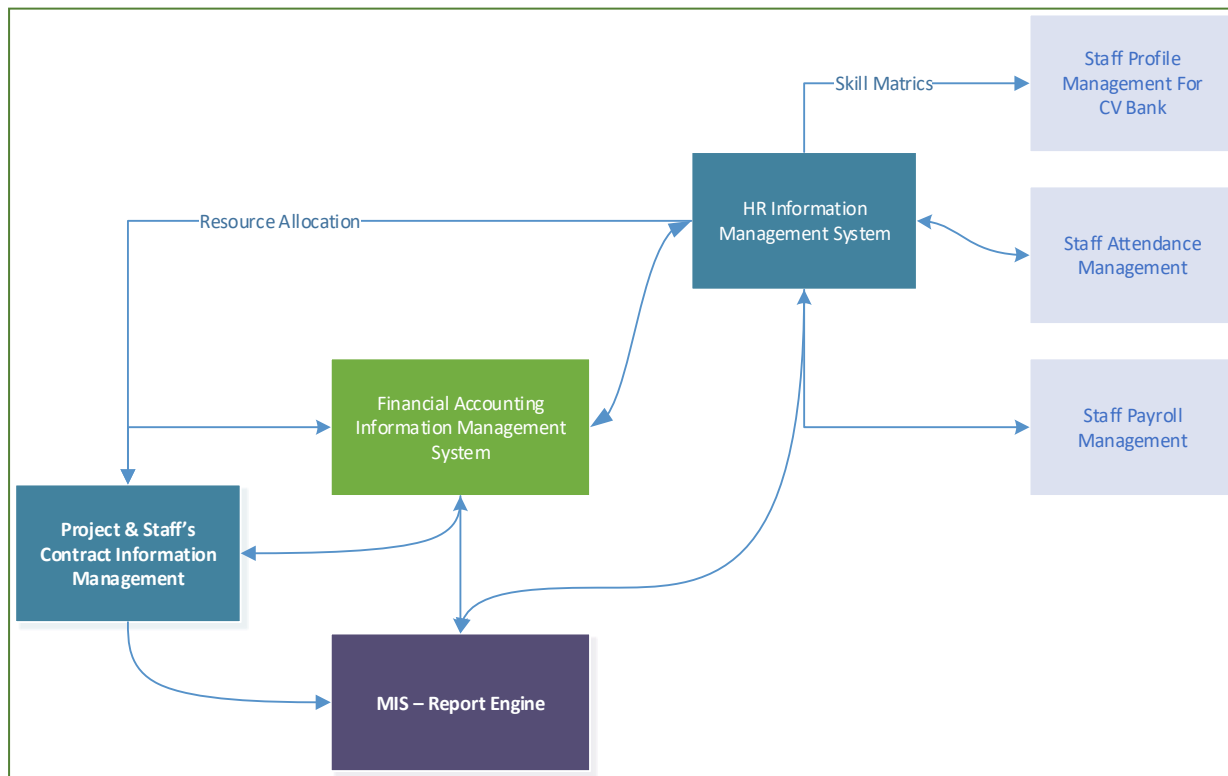 Staff Profile
Management For
CV Bank
Skill Matrics
HR Information
Management System
Resource Allocation
Staff Attendance
Management
Financial Accounting
Information Management
System
Staff Payroll
Management
Project & Staff’s
Contract Information
Management
MIS – Report Engine